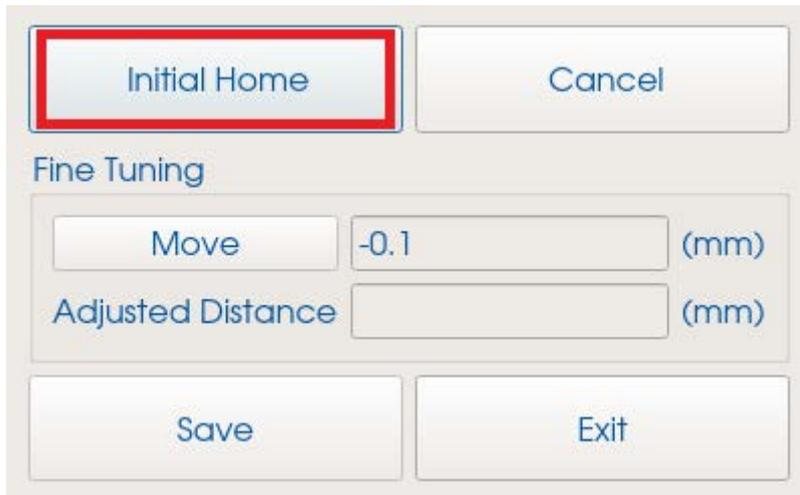 Initial Home Cancel
Fine Tuning
Move -0.1 (mm)
Adjusted Distance (mm)
Save Exit